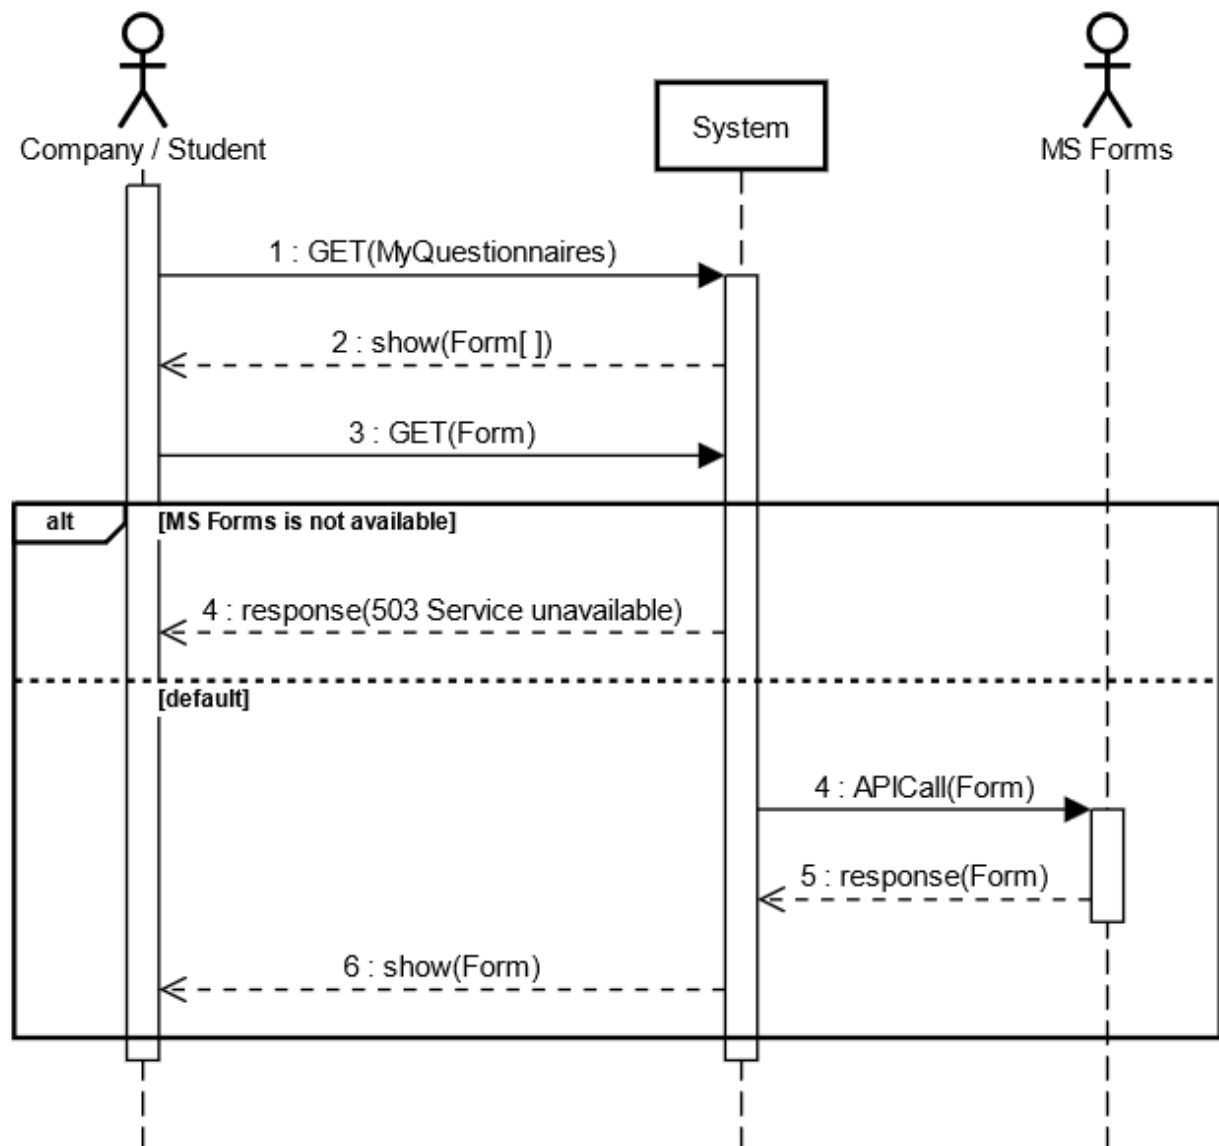 Company / Student
System
MS Forms
1 : GET(MyQuestionnaires)
2 : show(Form[ ])
3 : GET(Form)
alt
[MS Forms is not available]
4 : response(503 Service unavailable)
[default]
4 : APICall(Form)
5 : response(Form)
6 : show(Form)